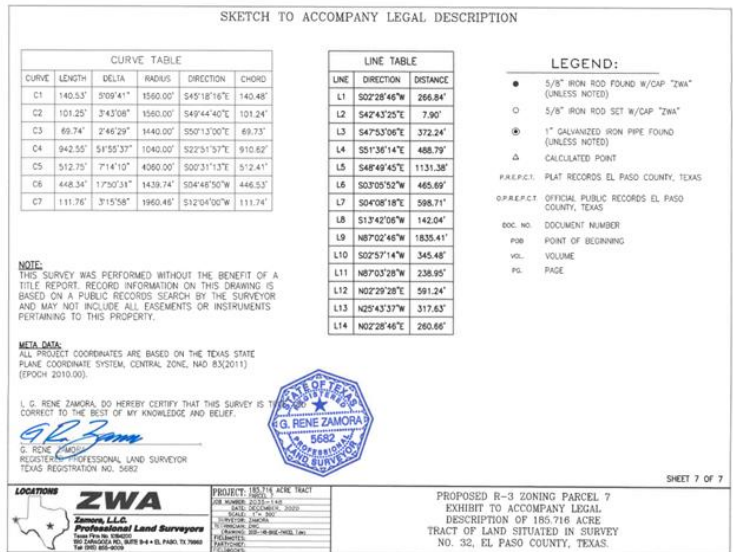 SKETCH TO ACCOMPANY LEGAL DESCRIPTION
CURVE TABLE
CURVE LENGTH DELTA RADIUS DIRECTION CHORD
C1 140.53' 5°09'41" 1560.00' S45°18'16"E 140.48'
C2 101.25' 3°43'08" 1560.00' S49°44'40"E 101.24'
C3 69.74' 2°46'29" 1440.00' S50°13'00"E 69.73'
C4 942.55' 51°55'37" 1040.00' S22°51'57"E 910.62'
C5 512.75' 7°14'10" 4060.00' S00°31'13"E 512.41'
C6 448.34' 17°50'31" 1439.74' S04°46'50"W 446.53'
C7 111.76' 3°15'58" 1960.46' S12°04'00"W 111.74'
LINE TABLE
LINE DIRECTION DISTANCE
L1 S02°28'46"W 266.84'
L2 S42°43'25"E 7.90'
L3 S47°53'06"E 372.24'
L4 S51°36'14"E 488.79'
L5 S48°49'45"E 1131.38'
L6 S03°05'52"W 465.69'
L7 S04°08'18"E 598.71'
L8 S13°42'06"W 142.04'
L9 N87°02'46"W 1835.41'
L10 S02°57'14"W 345.48'
L11 N87°03'28"W 238.95'
L12 N02°29'28"E 591.24'
L13 N25°43'37"W 317.63'
L14 N02°28'46"E 260.66'
LEGEND:
5/8" IRON ROD FOUND W/CAP "ZWA"
(UNLESS NOTED)
5/8" IRON ROD SET W/CAP "ZWA"
1" GALVANIZED IRON PIPE FOUND
(UNLESS NOTED)
CALCULATED POINT
P.R.E.P.C.T. PLAT RECORDS EL PASO COUNTY, TEXAS
O.P.R.E.P.C.T. OFFICIAL PUBLIC RECORDS EL PASO
COUNTY, TEXAS
DOC. NO. DOCUMENT NUMBER
POB POINT OF BEGINNING
VOL. VOLUME
PG. PAGE
NOTE:
THIS SURVEY WAS PERFORMED WITHOUT THE BENEFIT OF A
TITLE REPORT. RECORD INFORMATION ON THIS DRAWING IS
BASED ON A PUBLIC RECORDS SEARCH BY THE SURVEYOR
AND MAY NOT INCLUDE ALL EASEMENTS OR INSTRUMENTS
PERTAINING TO THIS PROPERTY.
META DATA:
ALL PROJECT COORDINATES ARE BASED ON THE TEXAS STATE
PLANE COORDINATE SYSTEM, CENTRAL ZONE, NAD 83(2011)
(EPOCH 2010.00).
I, G. RENE ZAMORA, DO HEREBY CERTIFY THAT THIS SURVEY IS
CORRECT TO THE BEST OF MY KNOWLEDGE AND BELIEF.
G. RENE ZAMORA
REGISTERED PROFESSIONAL LAND SURVEYOR
TEXAS REGISTRATION NO. 5682
STATE OF TEXAS
REGISTERED
G. RENE ZAMORA
5682
PROFESSIONAL
LAND SURVEYOR
SHEET 7 OF 7
LOCATIONS
ZWA
Zamora, L.L.C.
Professional Land Surveyors
PROJECT: 185.716 ACRE TRACT
PARCEL 7
DATE: DECEMBER, 2022
SCALE: 1"= 300'
SURVEYOR: ZAMORA
FIELDNOTES:
PARTYCHIEF:
FIELDBOOKS:
PROPOSED R-3 ZONING PARCEL 7
EXHIBIT TO ACCOMPANY LEGAL
DESCRIPTION OF 185.716 ACRE
TRACT OF LAND SITUATED IN SURVEY
NO. 32, EL PASO COUNTY, TEXAS.